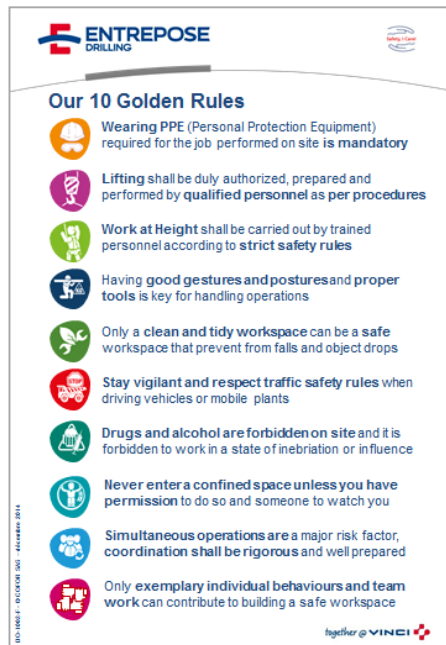 ENTREPOSE
DRILLING
Safety, I Care!
Our 10 Golden Rules
Wearing PPE (Personal Protection Equipment)
required for the job performed on site is mandatory
Lifting shall be duly authorized, prepared and
performed by qualified personnel as per procedures
Work at Height shall be carried out by trained
personnel according to strict safety rules
Having good gestures and postures and proper
tools is key for handling operations
Only a clean and tidy workspace can be a safe
workspace that prevent from falls and object drops
STOP
Stay vigilant and respect traffic safety rules when
driving vehicles or mobile plants
Drugs and alcohol are forbidden on site and it is
forbidden to work in a state of inebriation or influence
Never enter a confined space unless you have
permission to do so and someone to watch you
Simultaneous operations are a major risk factor,
coordination shall be rigorous and well prepared
Only exemplary individual behaviours and team
work can contribute to building a safe workspace
together @ VINCI